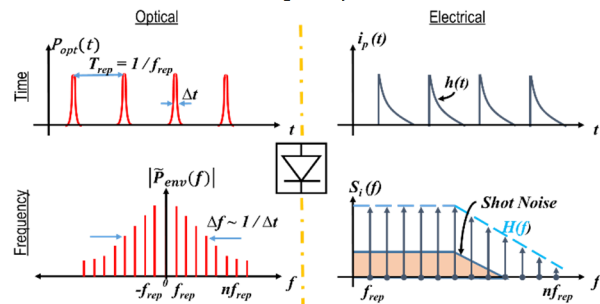 Optical
Electrical
Time
P_opt(t)
T_rep = 1/f_rep
Δt
t
i_p(t)
h(t)
t
Frequency
|P̃_env(f)|
Δf ~ 1/Δt
-f_rep
0
f_rep
nf_rep
f
S_i(f)
Shot Noise
H(f)
f_rep
nf_rep
f